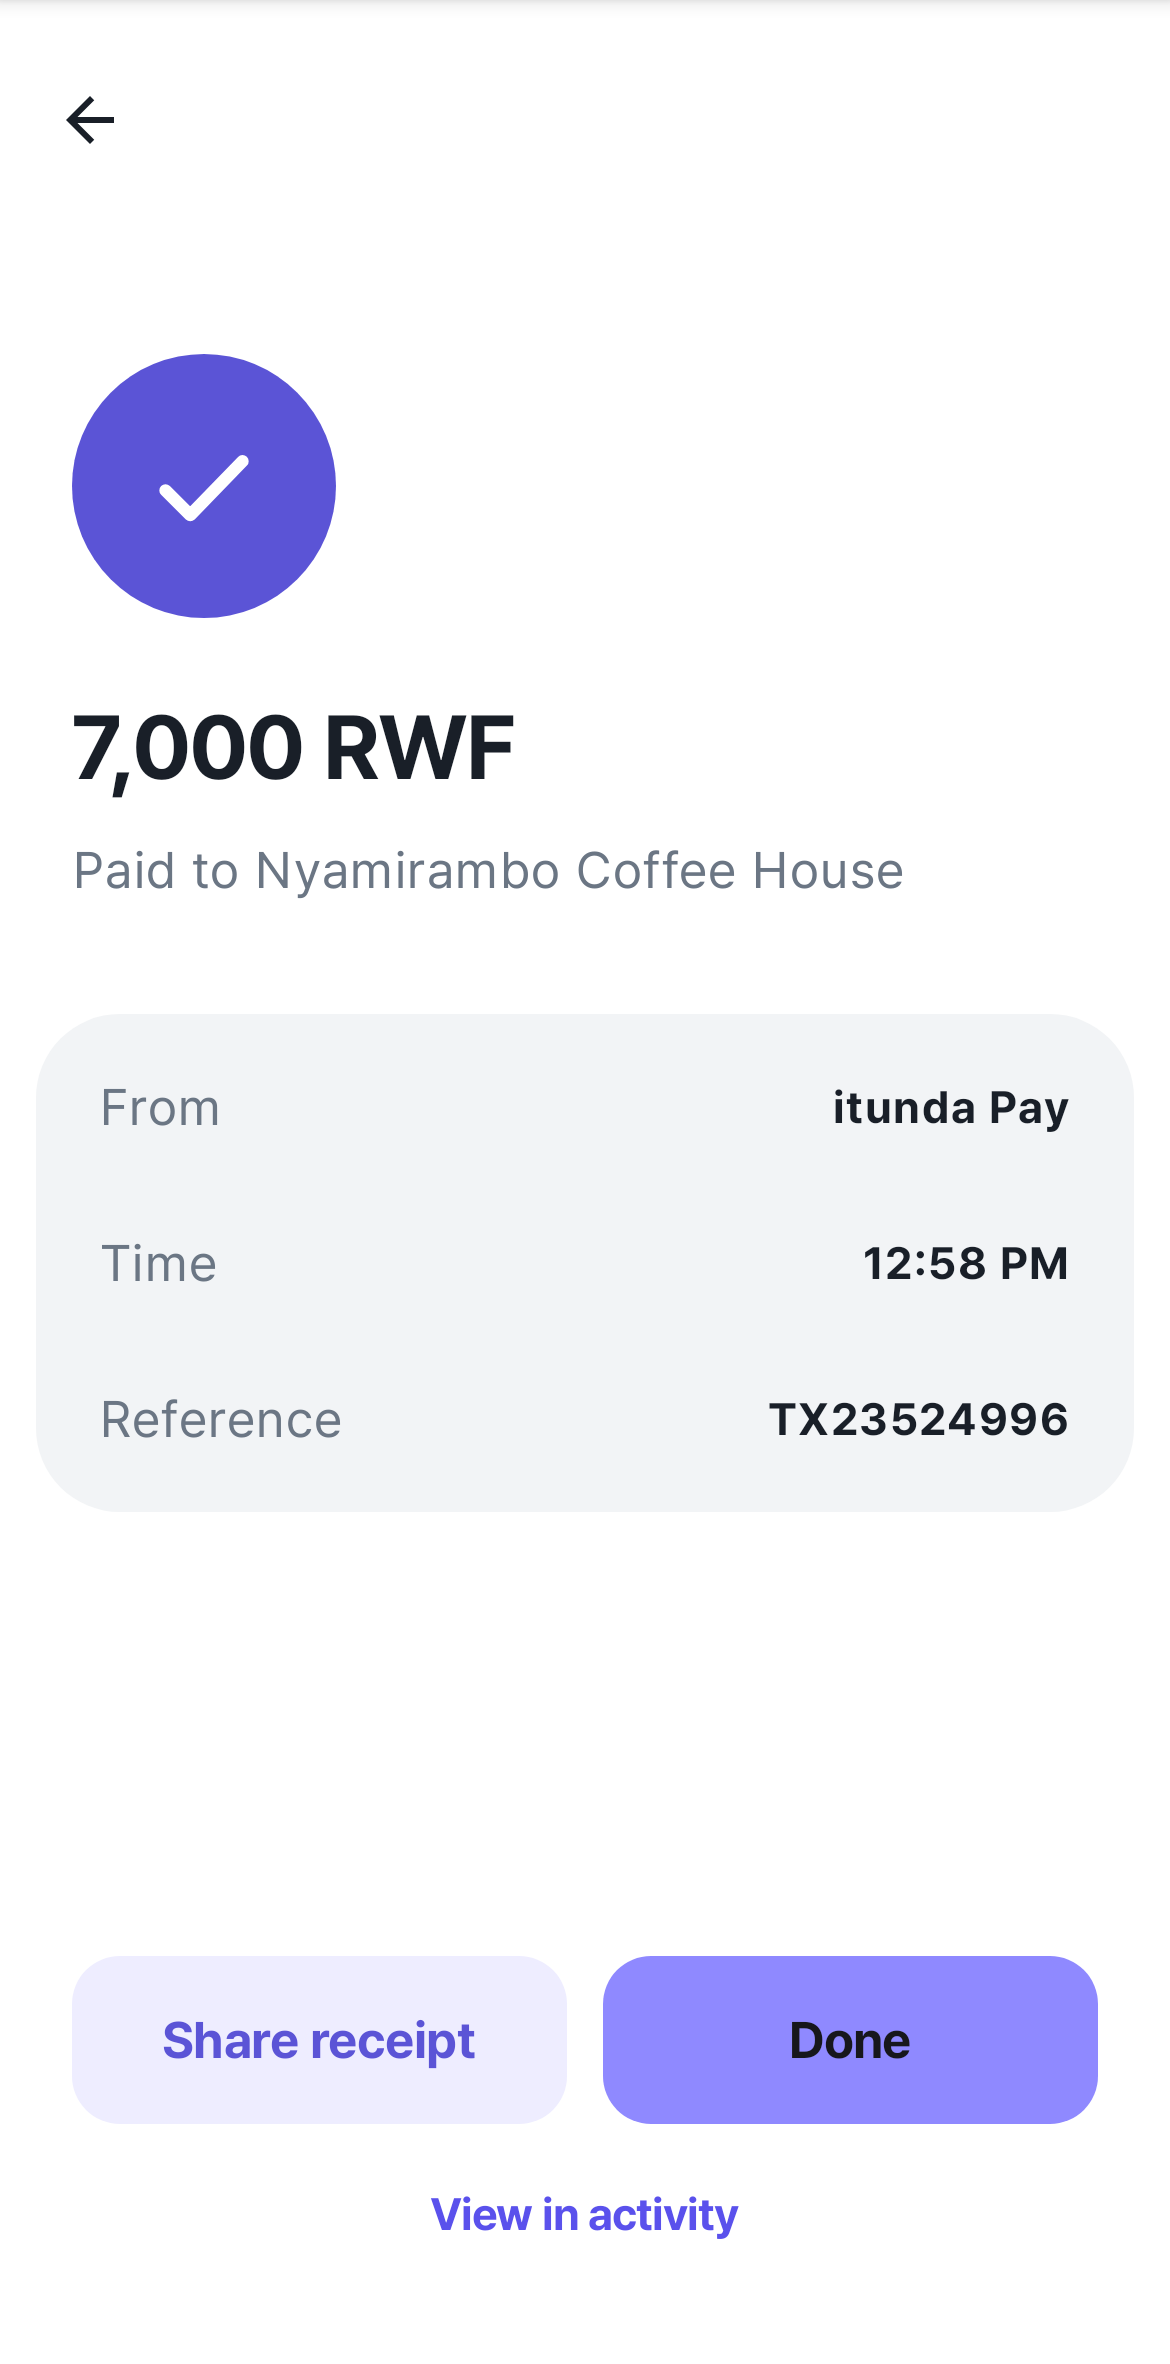 7,000 RWF
Paid to Nyamirambo Coffee House
From itunda Pay
Time 12:58 PM
Reference TX23524996
Share receipt Done
View in activity